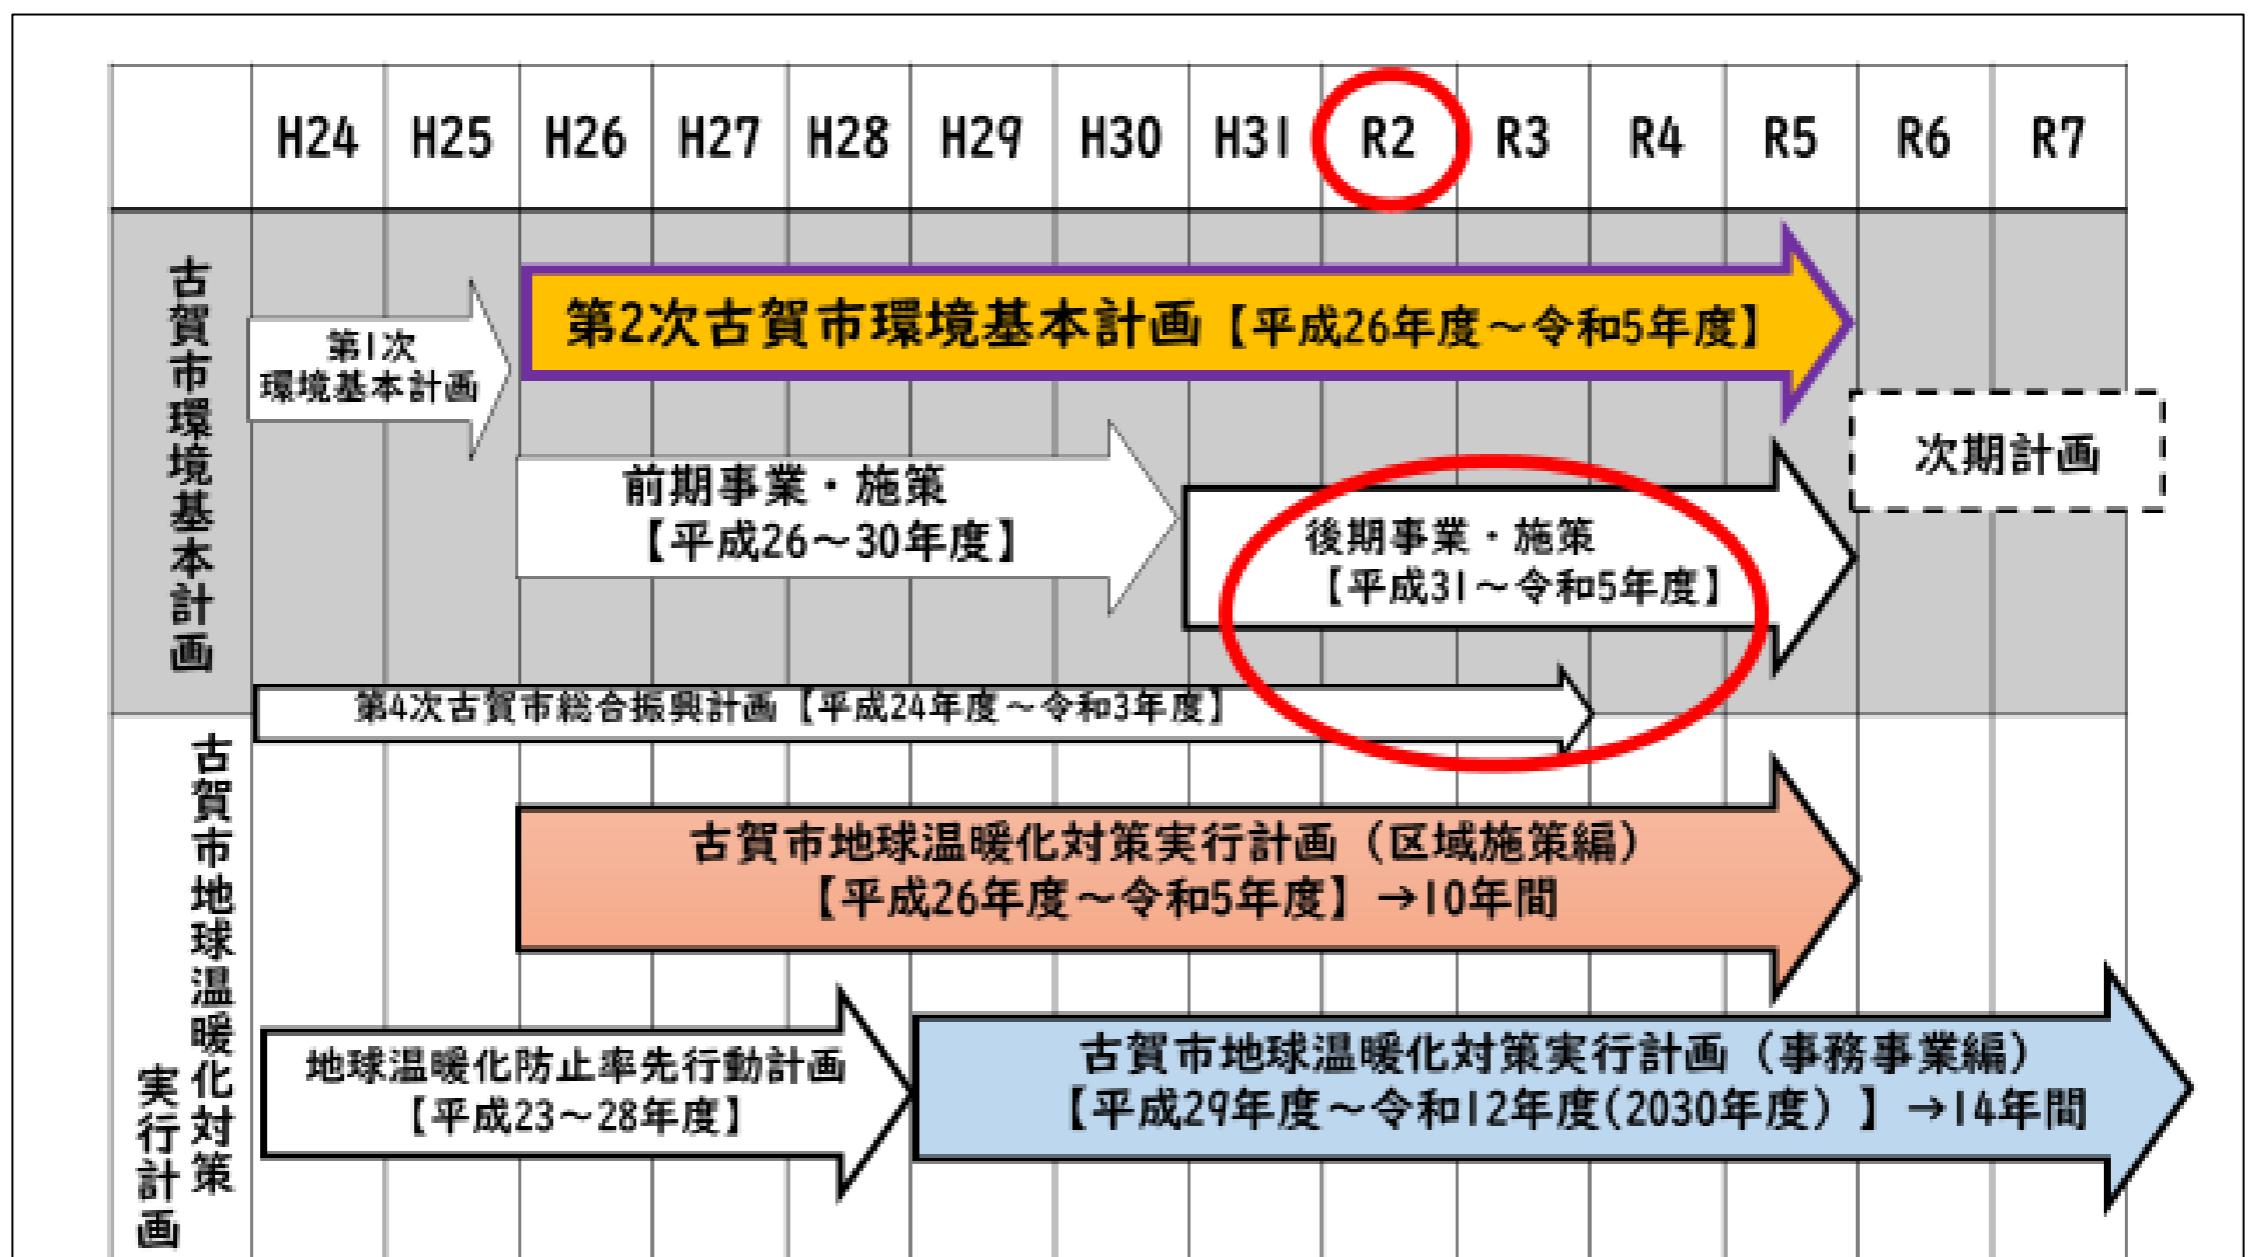 H24 H25 H26 H27 H28 H29 H30 H31 R2 R3 R4 R5 R6 R7
古賀市環境基本計画
第2次古賀市環境基本計画【平成26年度~令和5年度】
第1次
環境基本計画
次期計画
前期事業・施策
【平成26~30年度】
後期事業・施策
【平成31~令和5年度】
第4次古賀市総合振興計画【平成24年度~令和3年度】
古賀市地球温暖化対策
実行計画
古賀市地球温暖化対策実行計画(区域施策編)
【平成26年度~令和5年度】→10年間
地球温暖化防止率先行動計画
【平成23~28年度】
古賀市地球温暖化対策実行計画(事務事業編)
【平成29年度~令和12年度(2030年度)】→14年間